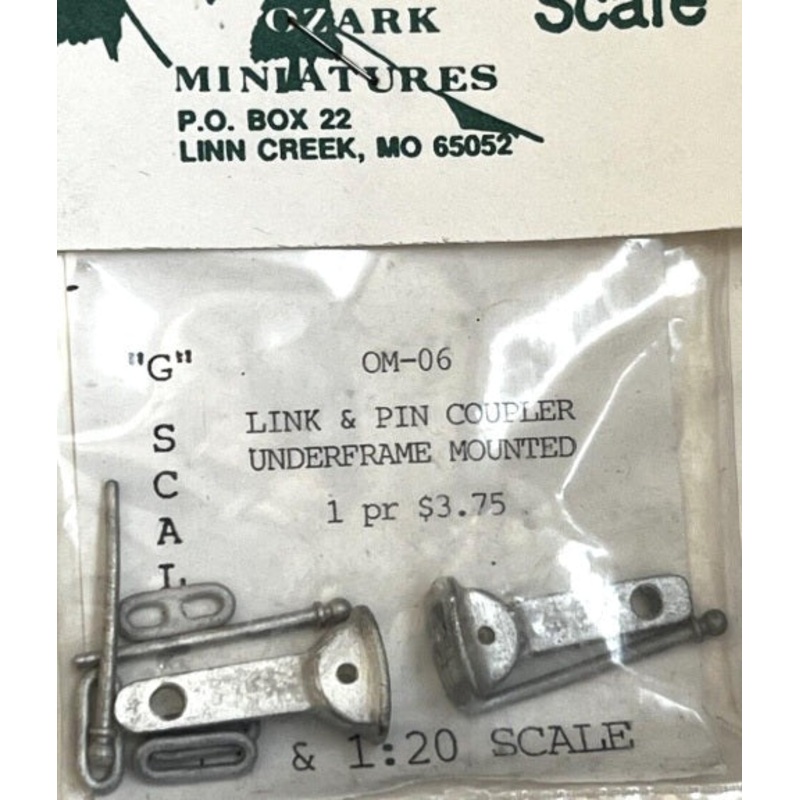 Scale
OZARK
MINIATURES
P.O. BOX 22
LINN CREEK, MO 65052
"G"
S
C
A
L
OM-06
LINK & PIN COUPLER
UNDERFRAME MOUNTED
1 pr $3.75
& 1:20 SCALE